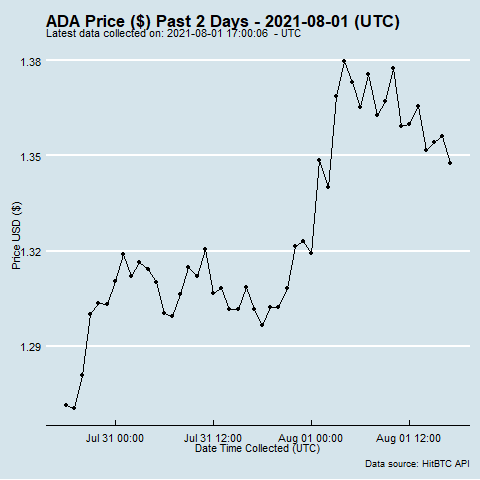 ADA Price ($) Past 2 Days - 2021-08-01 (UTC)
Latest data collected on: 2021-08-01 17:00:06 - UTC
1.38
1.35
1.32
1.29
Price USD ($)
Jul 31 00:00 Jul 31 12:00 Aug 01 00:00 Aug 01 12:00
Date Time Collected (UTC)
Data source: HitBTC API